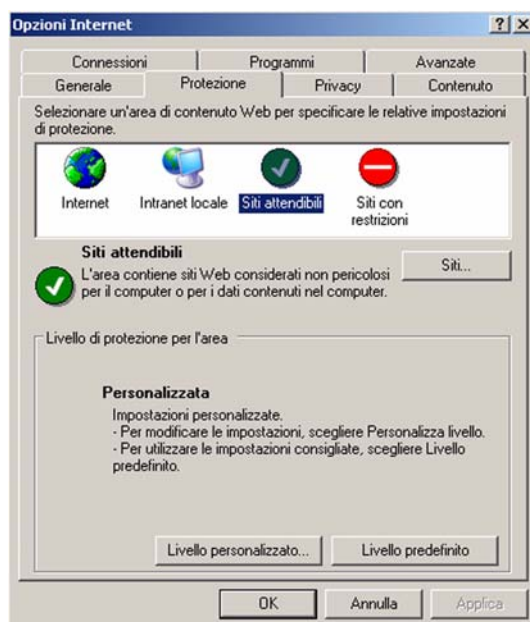 Opzioni Internet
Connessioni
Programmi
Avanzate
Generale
Protezione
Privacy
Contenuto
Selezionare un'area di contenuto Web per specificare le relative impostazioni
di protezione.
Internet
Intranet locale
Siti attendibili
Siti con
restrizioni
Siti attendibili
L'area contiene siti Web considerati non pericolosi
per il computer o per i dati contenuti nel computer.
Siti...
Livello di protezione per l'area
Personalizzata
Impostazioni personalizzate.
- Per modificare le impostazioni, scegliere Personalizza livello.
- Per utilizzare le impostazioni consigliate, scegliere Livello
predefinito.
Livello personalizzato...
Livello predefinito
OK
Annulla
Applica